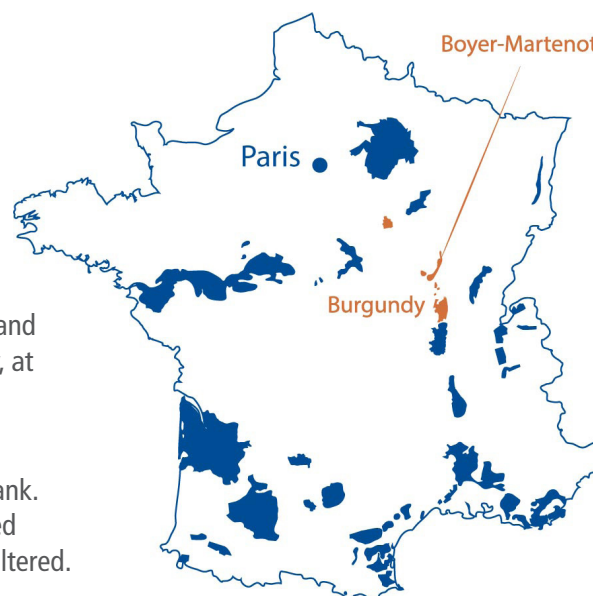 Boyer-Martenot
Paris
Burgundy
and
, at
ank.
ed
ltered.